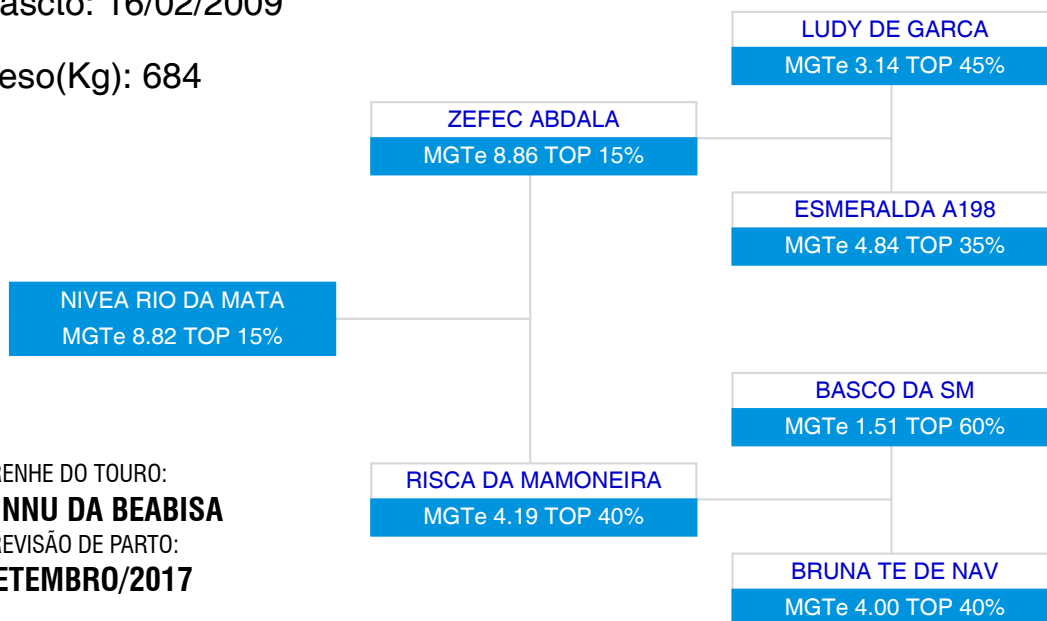 ascto: 16/02/2009
eso(Kg): 684
LUDY DE GARCA
MGTe 3.14 TOP 45%
ZEFEC ABDALA
MGTe 8.86 TOP 15%
ESMERALDA A198
MGTe 4.84 TOP 35%
NIVEA RIO DA MATA
MGTe 8.82 TOP 15%
BASCO DA SM
MGTe 1.51 TOP 60%
RISCA DA MAMONEIRA
MGTe 4.19 TOP 40%
BRUNA TE DE NAV
MGTe 4.00 TOP 40%
RENHE DO TOURO:
NNU DA BEABISA
REVISÃO DE PARTO:
ETEMBRO/2017